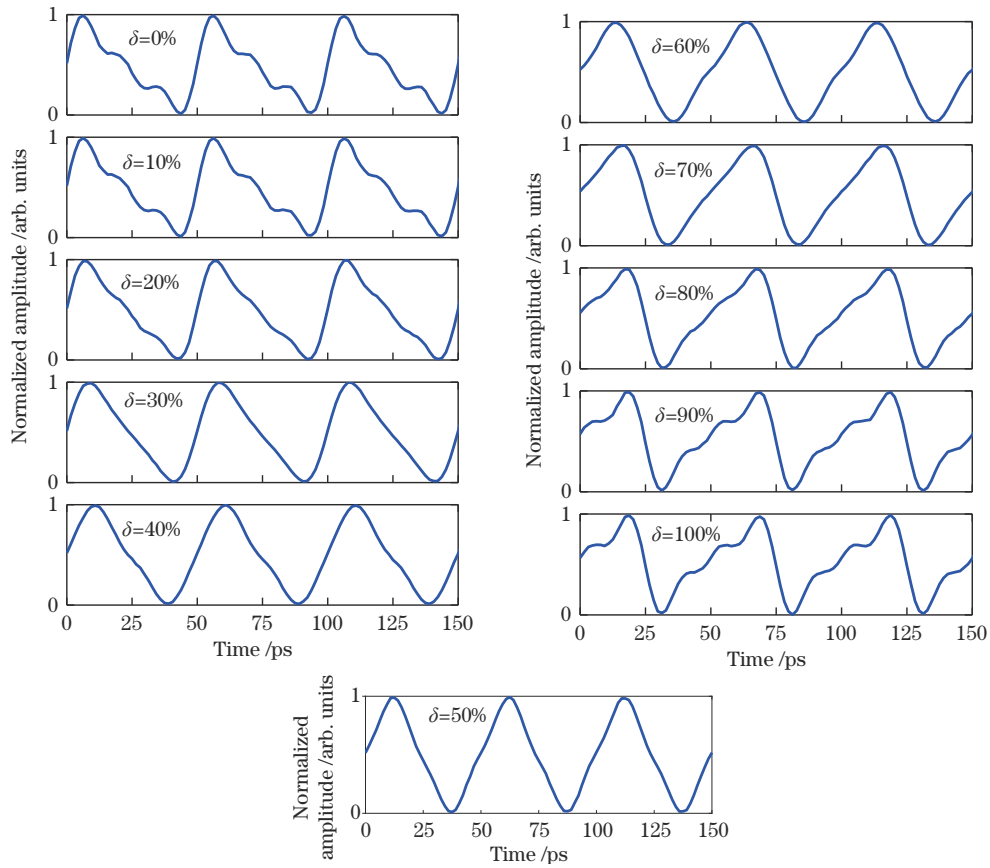 1
δ=0%
0
1
δ=10%
0
1
δ=20%
0
1
δ=30%
0
1
δ=40%
0
0 25 50 75 100 125 150
Time /ps
Normalized amplitude /arb. units
1
δ=60%
0
1
δ=70%
0
1
δ=80%
0
1
δ=90%
0
1
δ=100%
0
0 25 50 75 100 125 150
Time /ps
Normalized amplitude /arb. units
1
δ=50%
0
0 25 50 75 100 125 150
Time /ps
Normalized
amplitude /arb. units